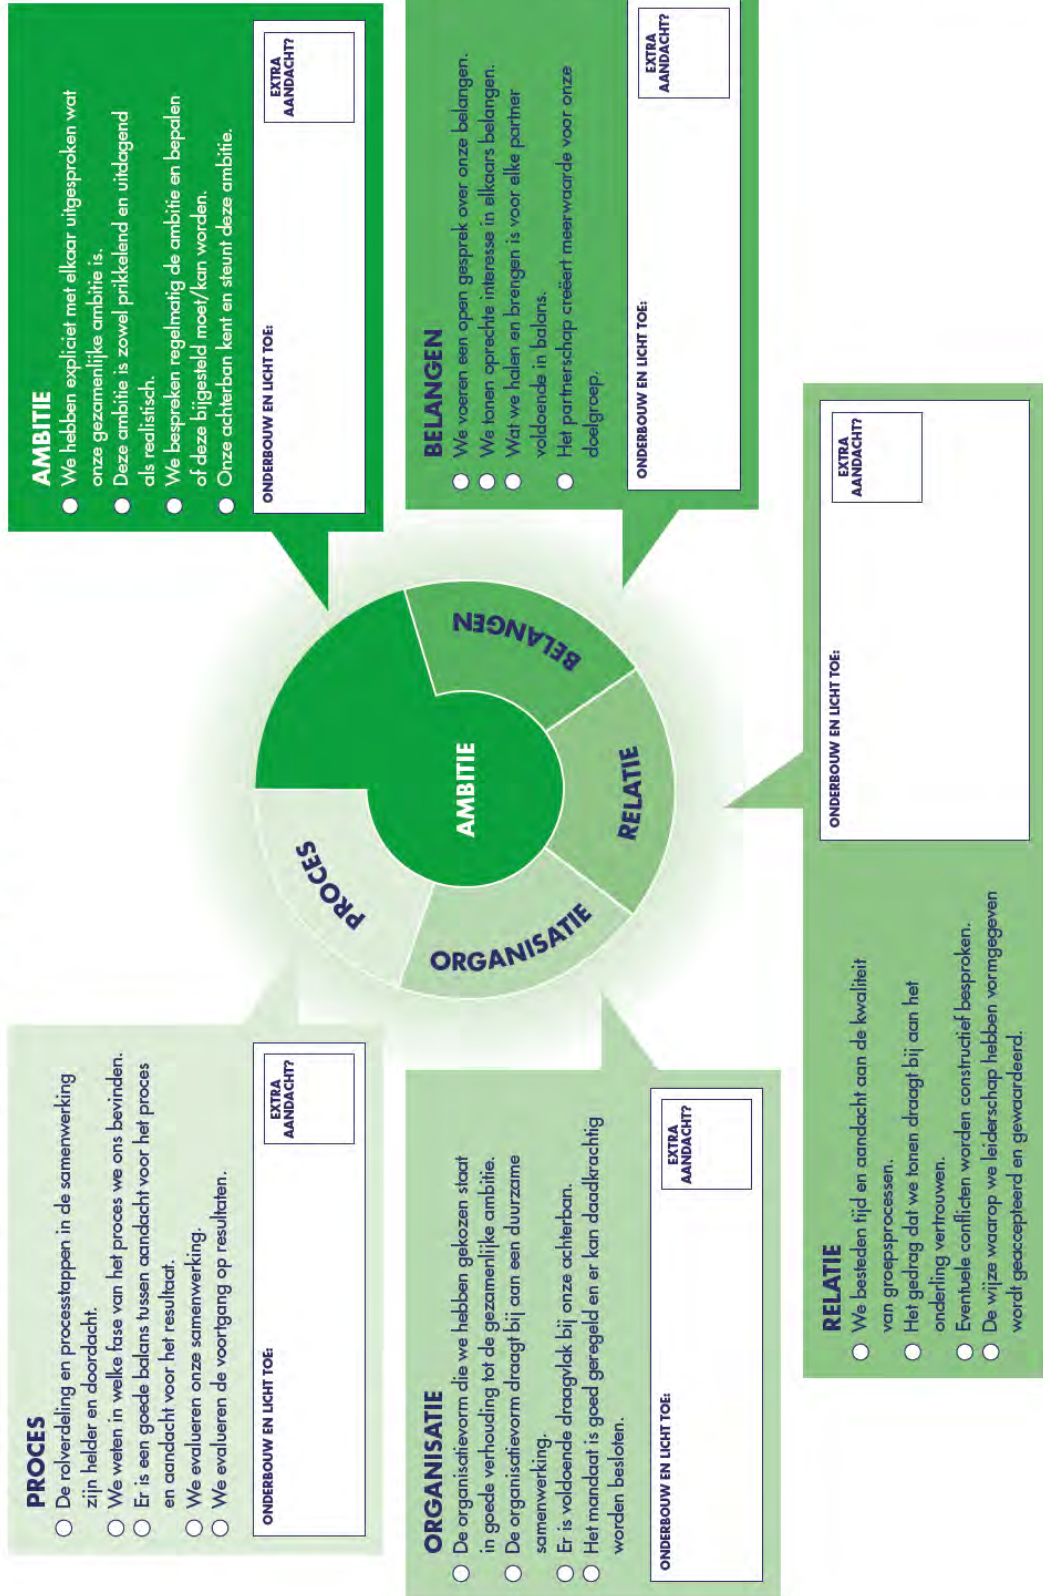 PROCES
De rolverdeling en processtappen in de samenwerking
zijn helder en doordacht.
We weten in welke fase van het proces we ons bevinden.
Er is een goede balans tussen aandacht voor het proces
en aandacht voor het resultaat.
We evalueren onze samenwerking.
We evalueren de voortgang op resultaten.
ONDERBOUW EN LICHT TOE:
EXTRA
AANDACHT?
AMBITIE
We hebben expliciet met elkaar uitgesproken wat
onze gezamenlijke ambitie is.
Deze ambitie is zowel prikkelend en uitdagend
als realistisch.
We bespreken regelmatig de ambitie en bepalen
of deze bijgesteld moet/kan worden.
Onze achterban kent en steunt deze ambitie.
ONDERBOUW EN LICHT TOE:
EXTRA
AANDACHT?
PROCES
AMBITIE
BELANGEN
ORGANISATIE
RELATIE
ORGANISATIE
De organisatievorm die we hebben gekozen staat
in goede verhouding tot de gezamenlijke ambitie.
De organisatievorm draagt bij aan een duurzame
samenwerking.
Er is voldoende draagvlak bij onze achterban.
Het mandaat is goed geregeld en er kan daadkrachtig
worden besloten.
ONDERBOUW EN LICHT TOE:
EXTRA
AANDACHT?
BELANGEN
We voeren een open gesprek over onze belangen.
We tonen oprechte interesse in elkaars belangen.
Wat we halen en brengen is voor elke partner
voldoende in balans.
Het partnerschap creëert meerwaarde voor onze
doelgroep.
ONDERBOUW EN LICHT TOE:
EXTRA
AANDACHT?
RELATIE
We besteden tijd en aandacht aan de kwaliteit
van groepsprocessen.
Het gedrag dat we tonen draagt bij aan het
onderling vertrouwen.
Eventuele conflicten worden constructief besproken.
De wijze waarop we leiderschap hebben vormgegeven
wordt geaccepteerd en gewaardeerd.
ONDERBOUW EN LICHT TOE:
EXTRA
AANDACHT?